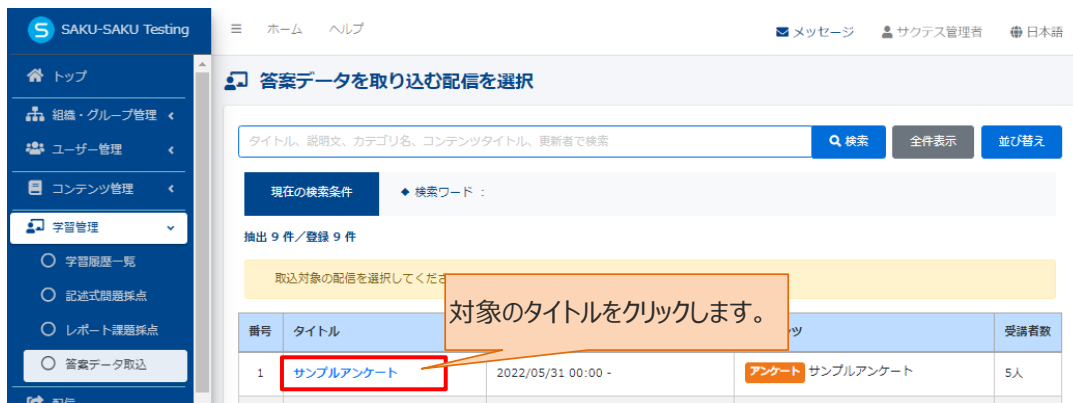 S SAKU-SAKU Testing
ホーム ヘルプ
メッセージ サクテス管理者 日本語
トップ
組織・グループ管理
ユーザー管理
コンテンツ管理
学習管理
学習履歴一覧
記述式問題採点
レポート課題採点
答案データ取込
配信
答案データを取り込む配信を選択
タイトル、説明文、カテゴリ名、コンテンツタイトル、更新者で検索 検索 全件表示 並び替え
現在の検索条件 ◆ 検索ワード :
抽出 9 件/登録 9 件
取込対象の配信を選択してくださ
対象のタイトルをクリックします。
番号 タイトル ンツ 受講者数
1 サンプルアンケート 2022/05/31 00:00 - アンケート サンプルアンケート 5人